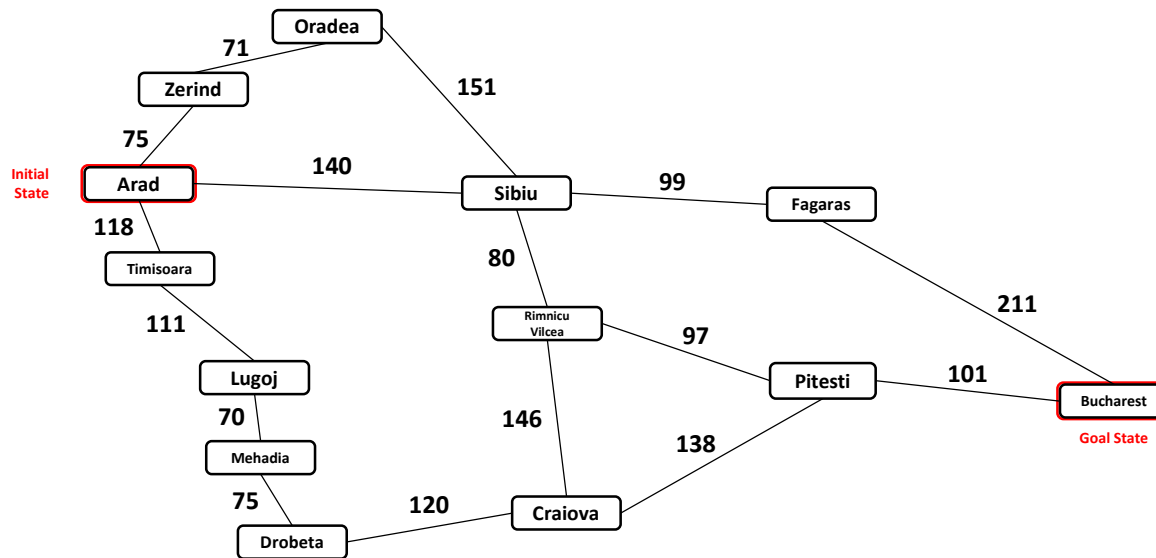 Oradea
71
Zerind
151
75
Initial
State
Arad
140
Sibiu
99
Fagaras
118
Timisoara
80
111
Rimnicu
Vilcea
97
211
Lugoj
Pitesti
101
Bucharest
70
146
138
Goal State
Mehadia
75
120
Craiova
Drobeta